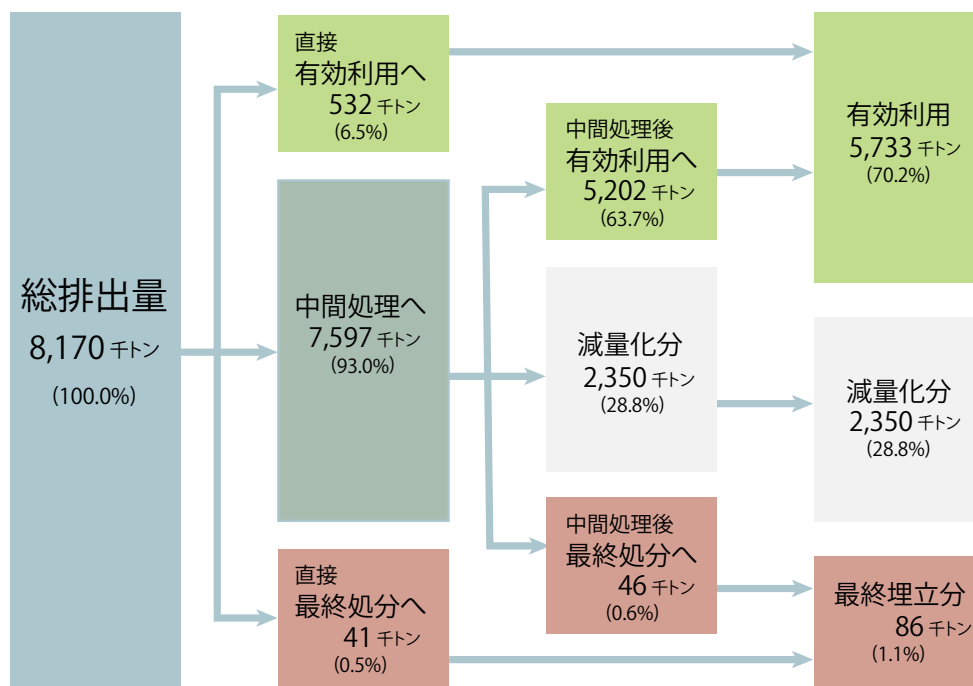 総排出量
8,170 千トン
(100.0%)
直接
有効利用へ
532 千トン
(6.5%)
中間処理へ
7,597 千トン
(93.0%)
直接
最終処分へ
41 千トン
(0.5%)
中間処理後
有効利用へ
5,202 千トン
(63.7%)
減量化分
2,350 千トン
(28.8%)
中間処理後
最終処分へ
46 千トン
(0.6%)
有効利用
5,733 千トン
(70.2%)
減量化分
2,350 千トン
(28.8%)
最終埋立分
86 千トン
(1.1%)